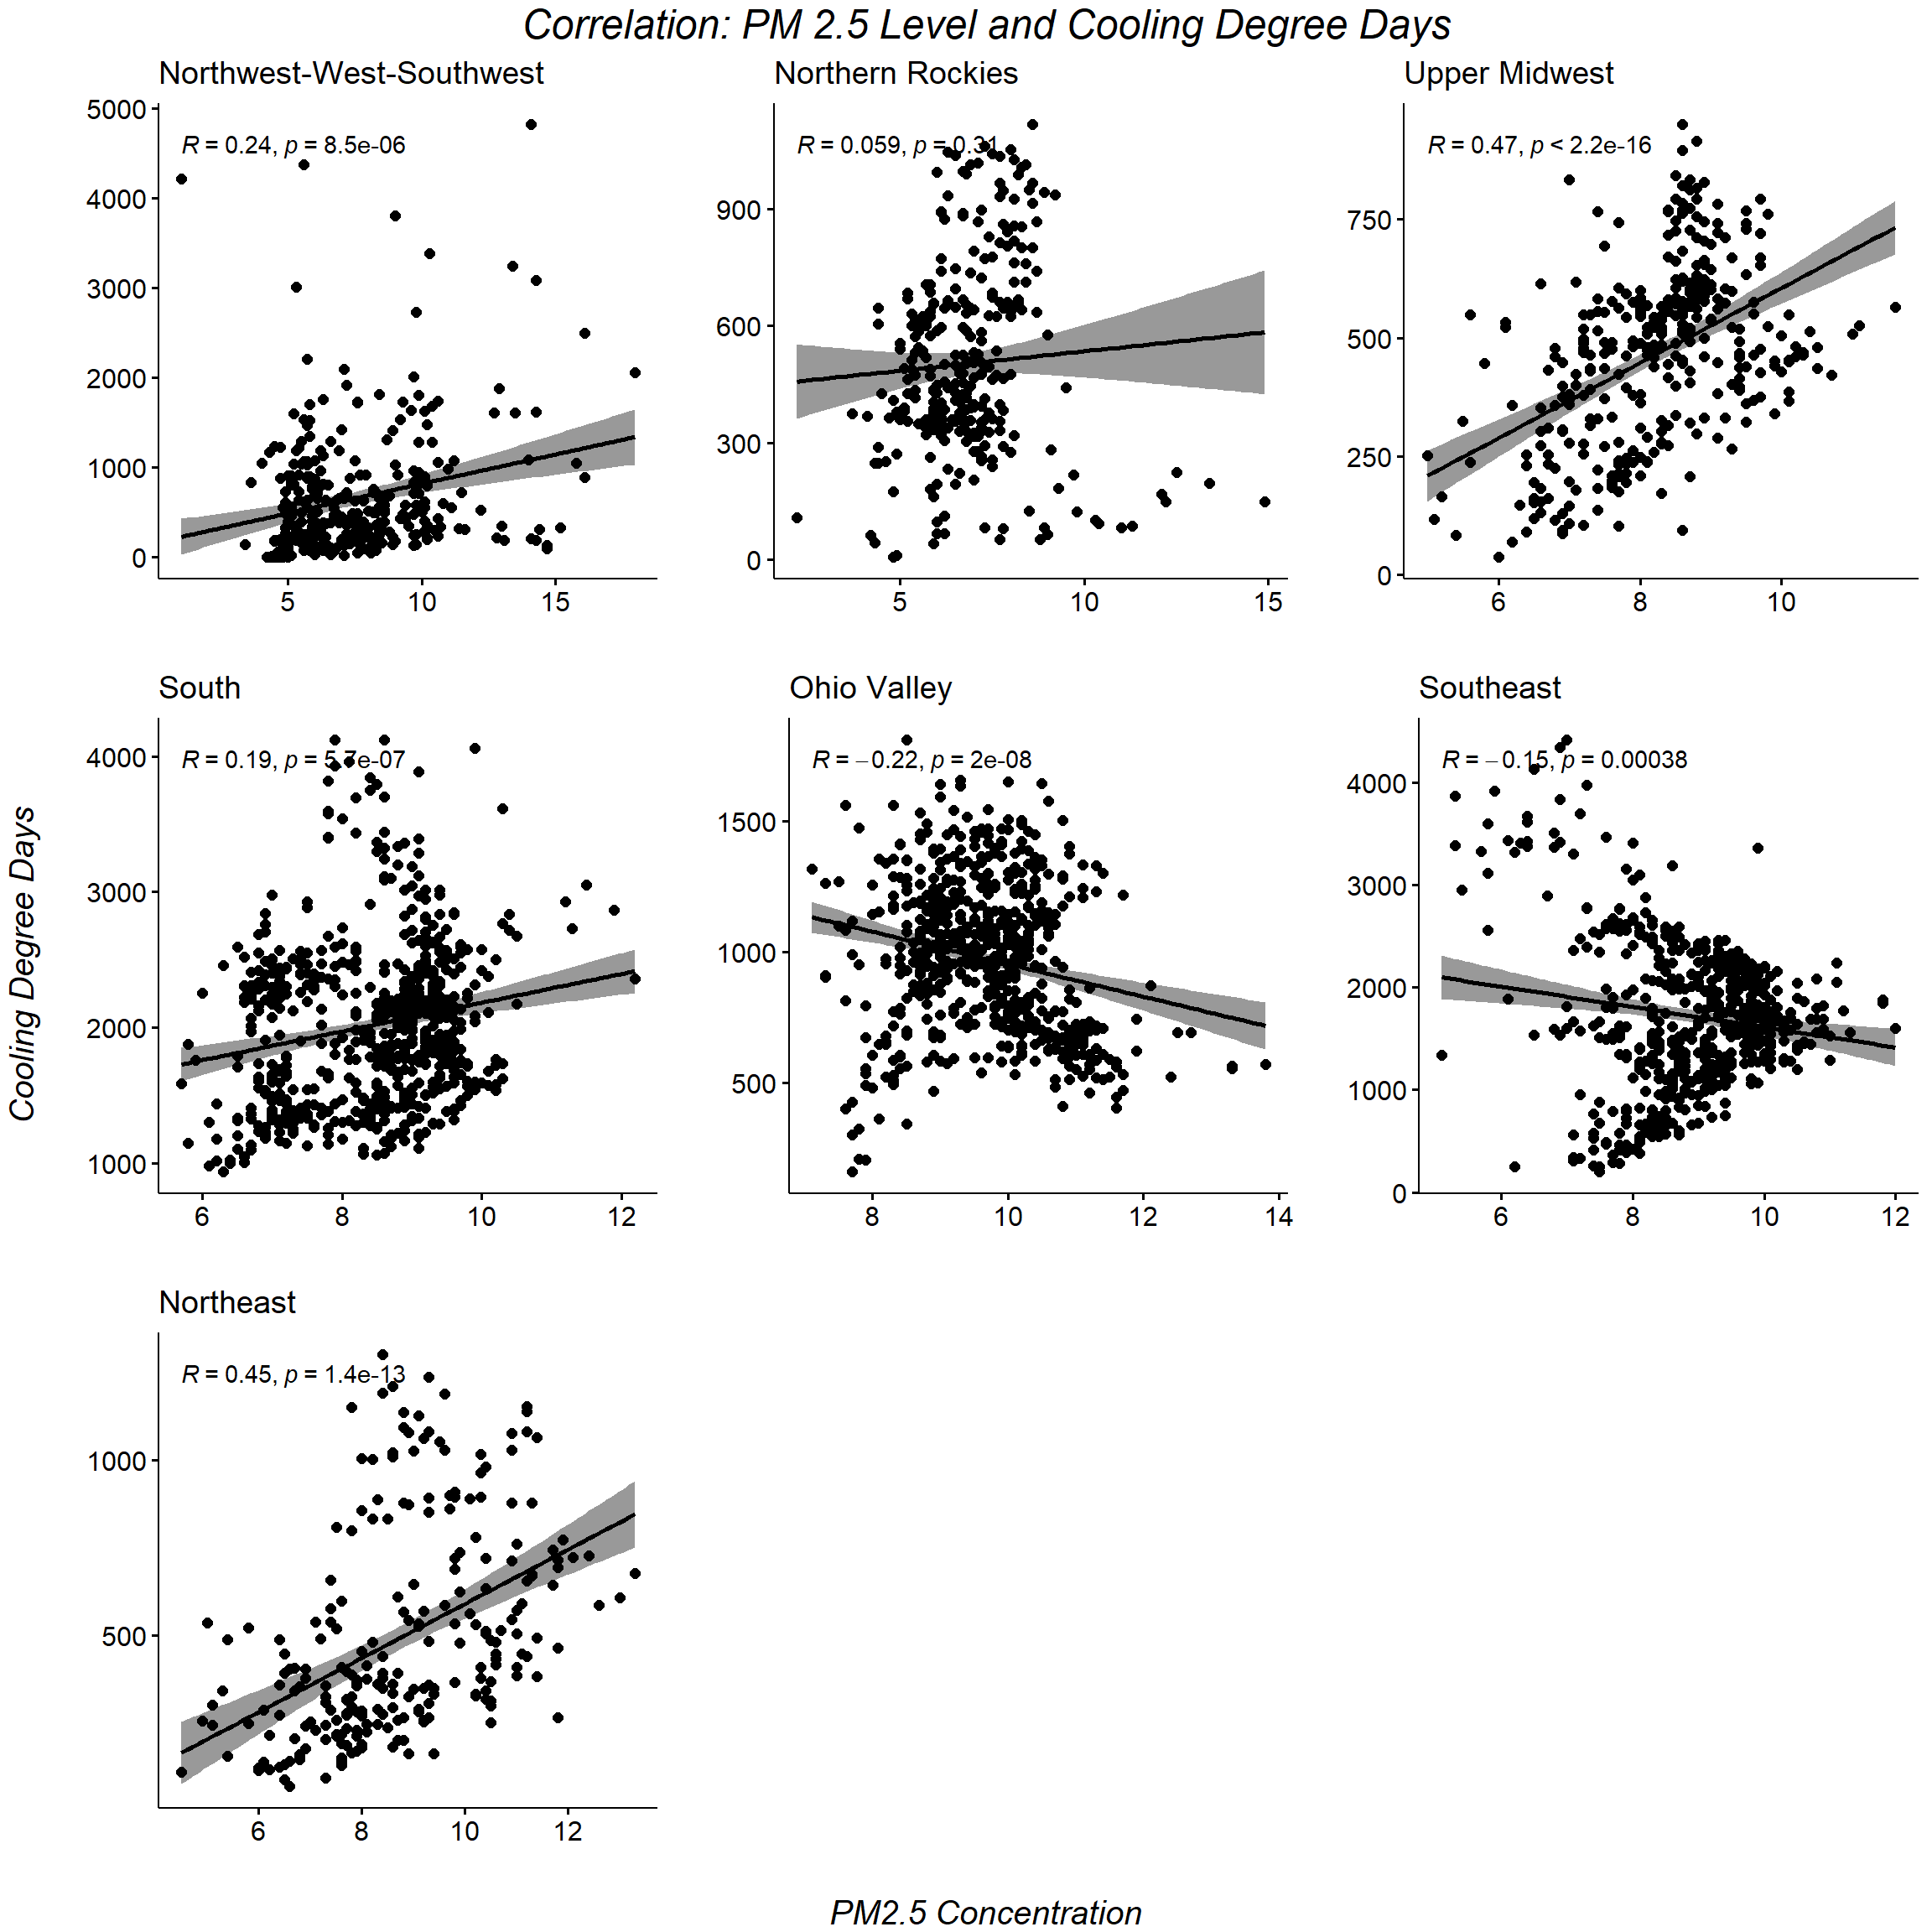 Correlation: PM 2.5 Level and Cooling Degree Days
Northwest-West-Southwest
R = 0.24, p = 8.5e-06
5000
4000
3000
2000
1000
0
5 10 15
Northern Rockies
R = 0.059, p = 0.31
900
600
300
0
5 10 15
Upper Midwest
R = 0.47, p < 2.2e-16
750
500
250
0
6 8 10
South
R = 0.19, p = 5.7e-07
4000
3000
2000
1000
6 8 10 12
Ohio Valley
R = −0.22, p = 2e-08
1500
1000
500
8 10 12 14
Southeast
R = −0.15, p = 0.00038
4000
3000
2000
1000
0
6 8 10 12
Northeast
R = 0.45, p = 1.4e-13
1000
500
6 8 10 12
Cooling Degree Days
PM2.5 Concentration